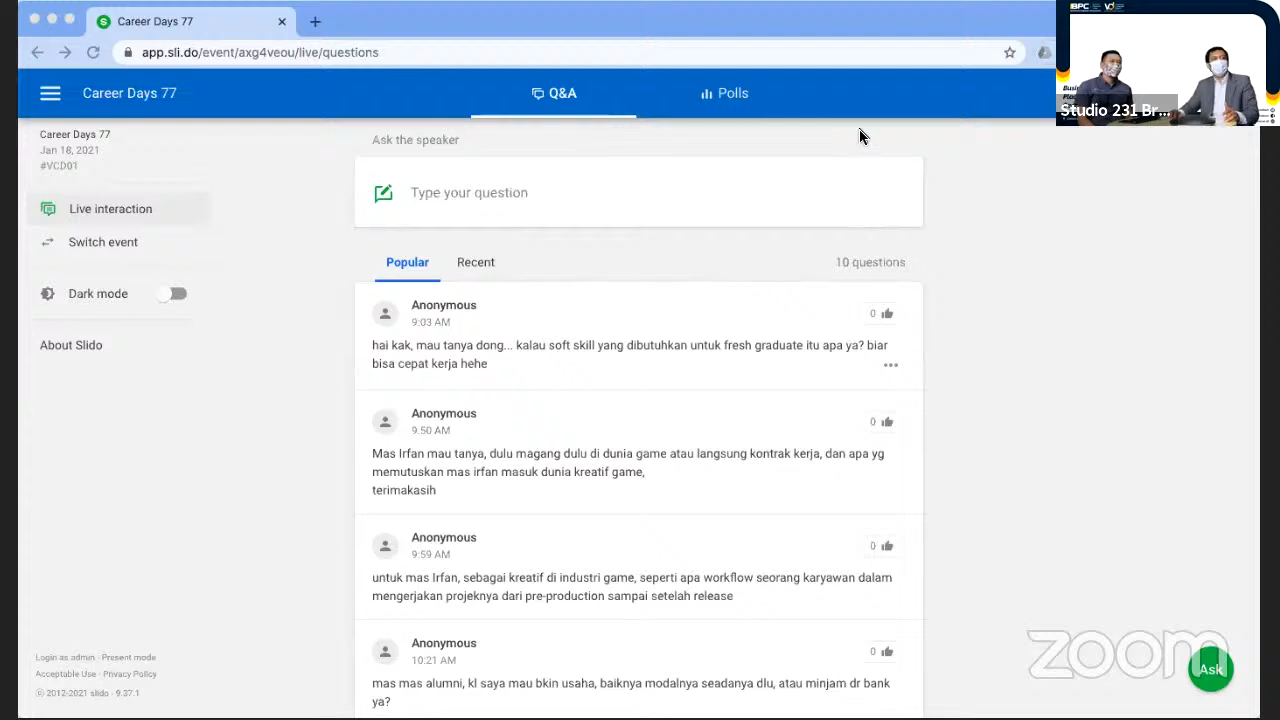 Career Days 77
app.sli.do/event/axg4veou/live/questions
BPC
Studio 231 Br...
Career Days 77
Q&A
Polls
Career Days 77
Jan 18, 2021
#VCD01
Live interaction
Switch event
Dark mode
About Slido
Ask the speaker
Type your question
Popular
Recent
10 questions
Anonymous
9:03 AM
0
hai kak, mau tanya dong... kalau soft skill yang dibutuhkan untuk fresh graduate itu apa ya? biar
bisa cepat kerja hehe
Anonymous
9:50 AM
0
Mas Irfan mau tanya, dulu magang dulu di dunia game atau langsung kontrak kerja, dan apa yg
memutuskan mas irfan masuk dunia kreatif game,
terimakasih
Anonymous
9:59 AM
0
untuk mas Irfan, sebagai kreatif di industri game, seperti apa workflow seorang karyawan dalam
mengerjakan projeknya dari pre-production sampai setelah release
Anonymous
10:21 AM
0
mas mas alumni, kl saya mau bkin usaha, baiknya modalnya seadanya dlu, atau minjam dr bank
ya?
Login as admin - Present mode
Acceptable Use - Privacy Policy
© 2012-2021 slido - 9.37.1
zoom
Ask